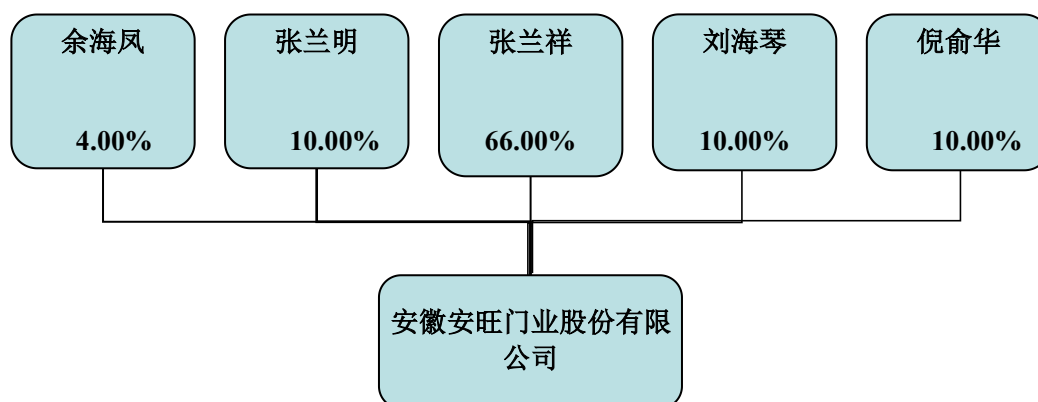 余海凤
4.00%
张兰明
10.00%
张兰祥
66.00%
刘海琴
10.00%
倪俞华
10.00%
安徽安旺门业股份有限
公司